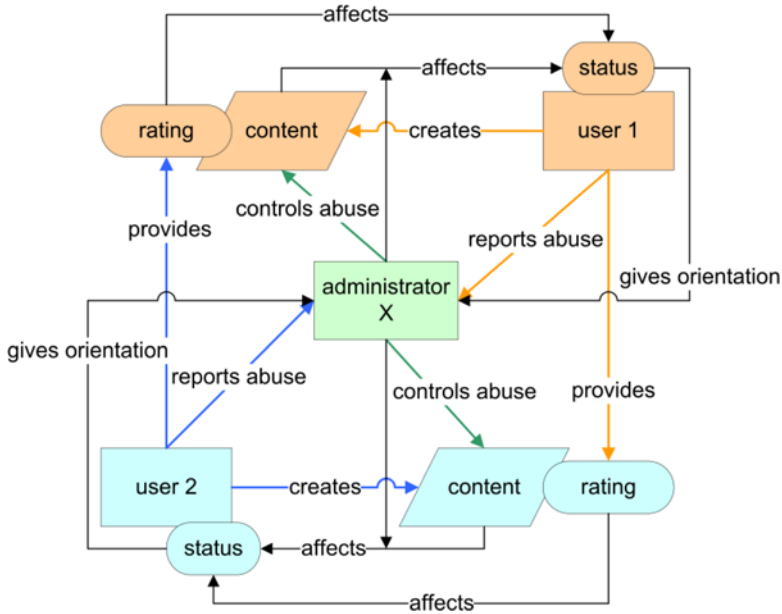 affects
status
affects
rating
content
creates
user 1
controls abuse
provides
reports abuse
gives orientation
administrator
X
gives orientation
reports abuse
controls abuse
provides
user 2
creates
content
rating
status
affects
affects